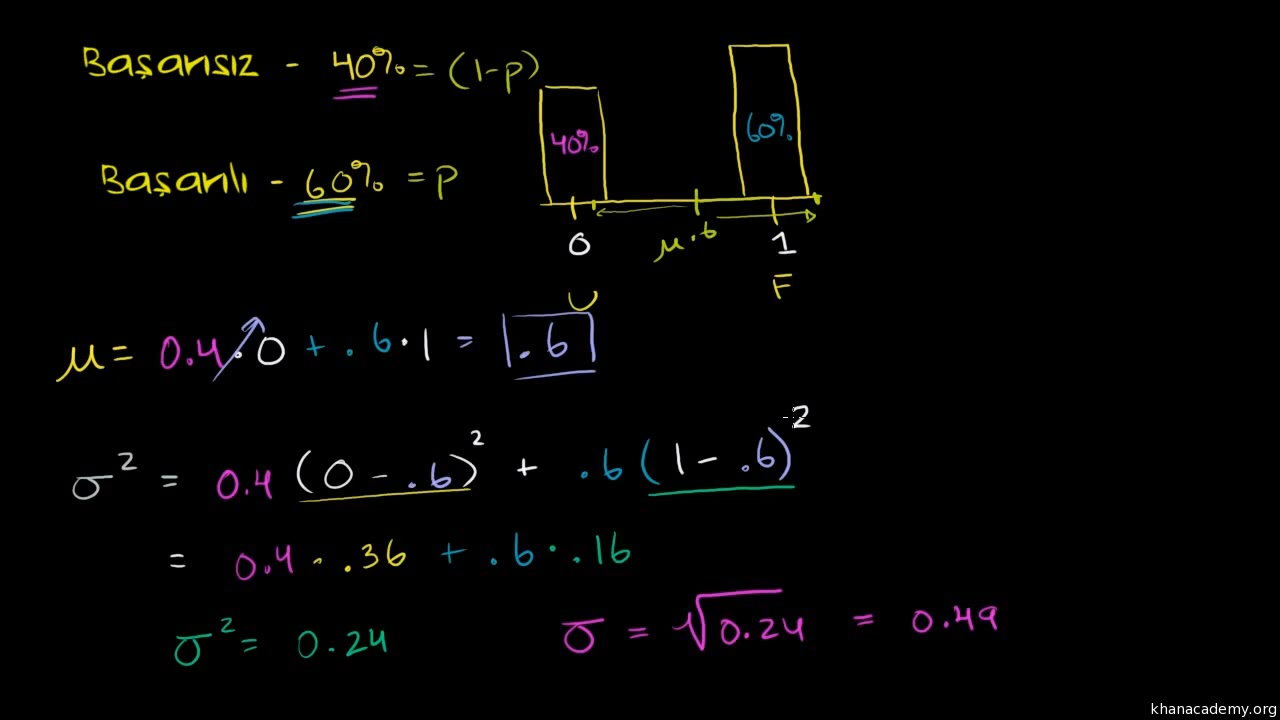 Başarısız - 40% = (1-p)
Başarılı - 60% = p
40%
60%
0
μ .6
1
U
F
μ = 0.4 · 0 + .6 · 1 = .6
σ² = 0.4 (0 - .6)² + .6 (1 - .6)²
= 0.4 · .36 + .6 · .16
σ² = 0.24
σ = √0.24 = 0.49
khanacademy.org